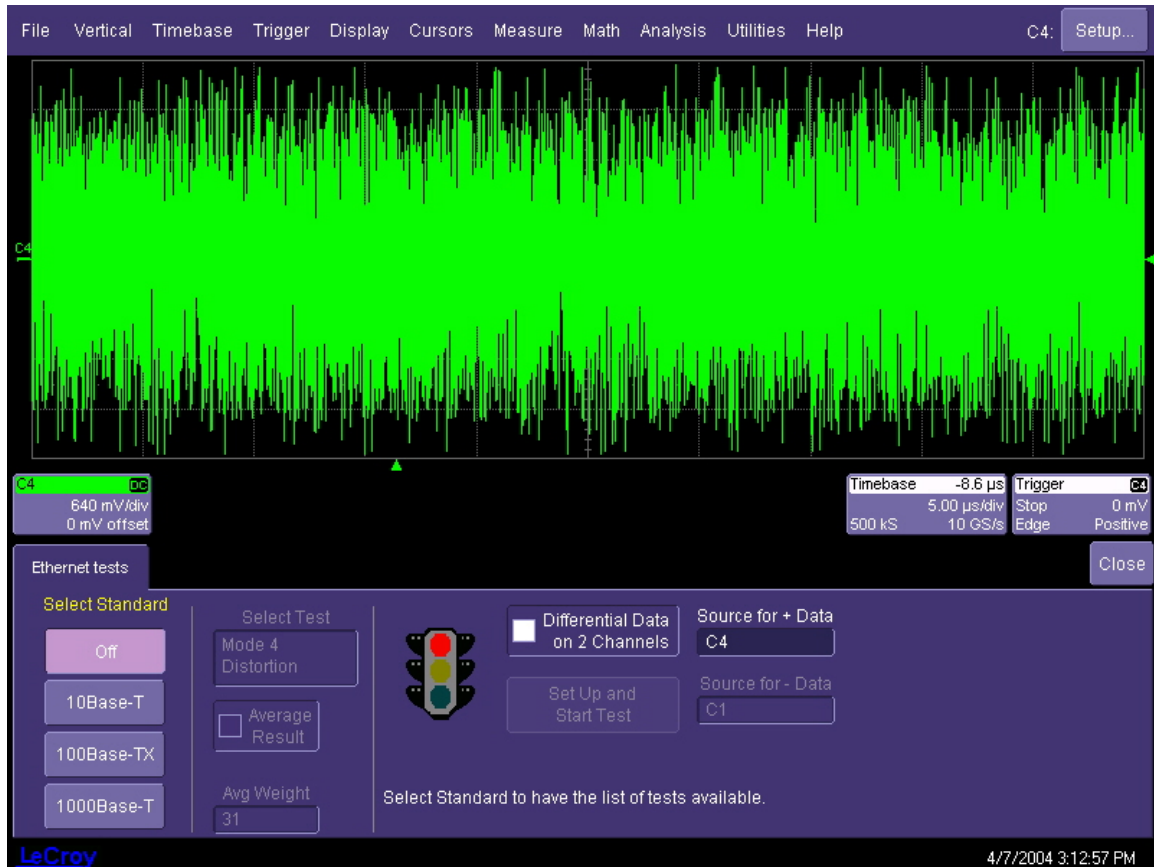 File Vertical Timebase Trigger Display Cursors Measure Math Analysis Utilities Help C4: Setup...
C4
C4 DC
640 mV/div
0 mV offset
Timebase -8.6 µs
5.00 µs/div
500 kS 10 GS/s
Trigger C4
Stop 0 mV
Edge Positive
Ethernet tests
Close
Select Standard
Off
10Base-T
100Base-TX
1000Base-T
Select Test
Mode 4
Distortion
Average
Result
Avg Weight
31
Differential Data
on 2 Channels
Set Up and
Start Test
Source for + Data
C4
Source for - Data
C1
Select Standard to have the list of tests available.
LeCroy
4/7/2004 3:12:57 PM